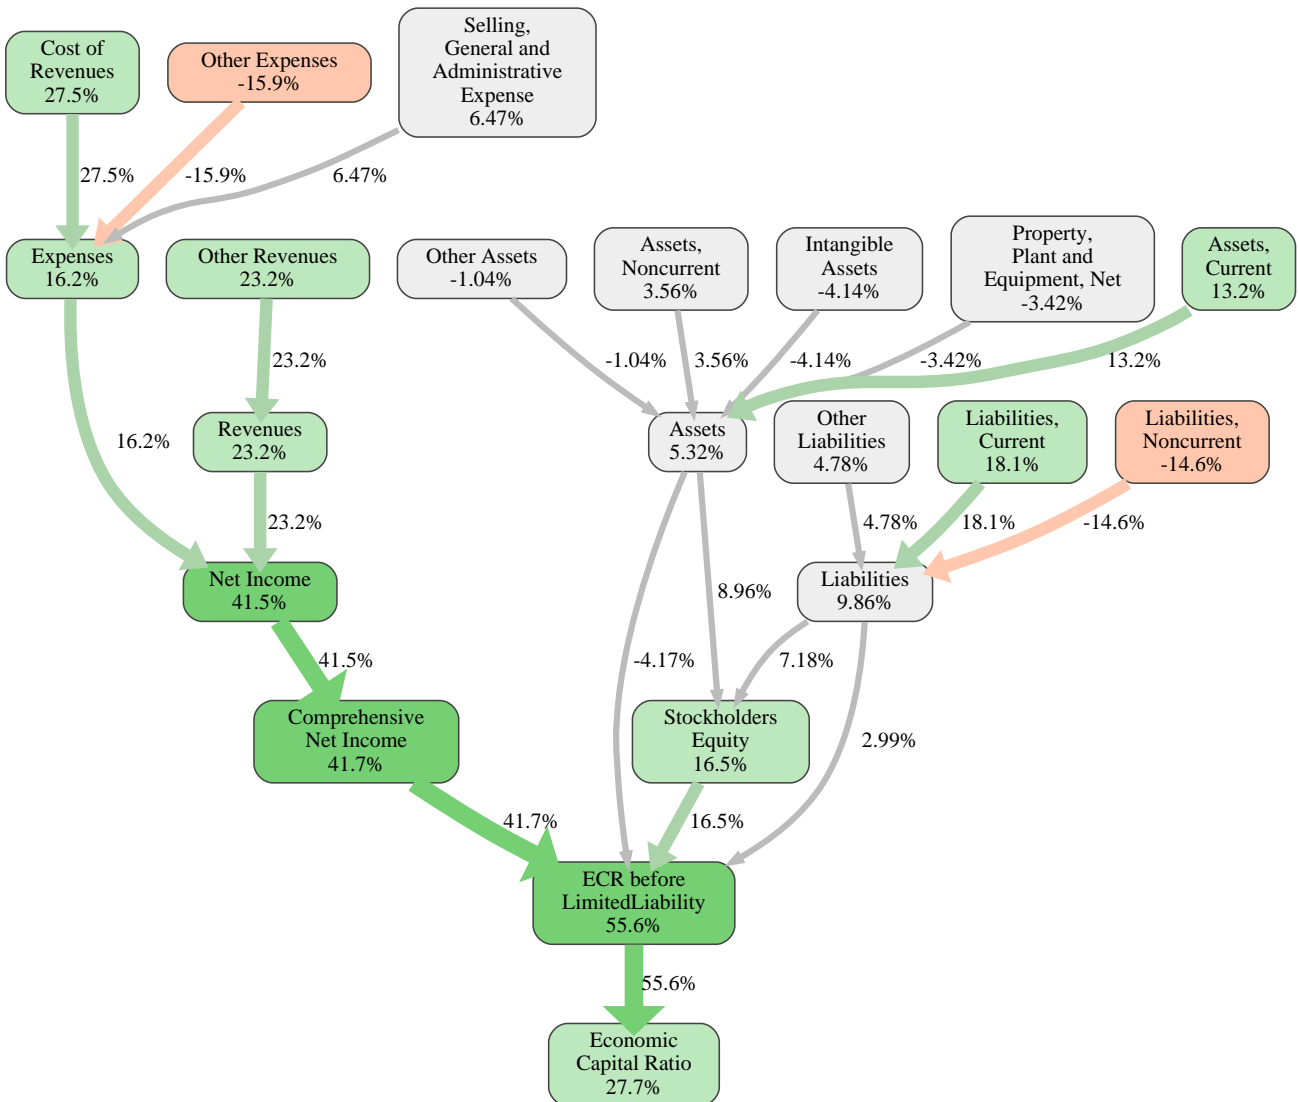 Cost of
Revenues
27.5%
Other Expenses
-15.9%
Selling,
General and
Administrative
Expense
6.47%
27.5%
-15.9%
6.47%
Expenses
16.2%
Other Revenues
23.2%
Other Assets
-1.04%
Assets,
Noncurrent
3.56%
Intangible
Assets
-4.14%
Property,
Plant and
Equipment, Net
-3.42%
Assets,
Current
13.2%
23.2%
-1.04%
3.56%
-4.14%
-3.42%
13.2%
16.2%
Revenues
23.2%
Assets
5.32%
Other
Liabilities
4.78%
Liabilities,
Current
18.1%
Liabilities,
Noncurrent
-14.6%
23.2%
4.78%
18.1%
-14.6%
Net Income
41.5%
8.96%
Liabilities
9.86%
41.5%
-4.17%
7.18%
Comprehensive
Net Income
41.7%
Stockholders
Equity
16.5%
2.99%
41.7%
16.5%
ECR before
LimitedLiability
55.6%
55.6%
Economic
Capital Ratio
27.7%